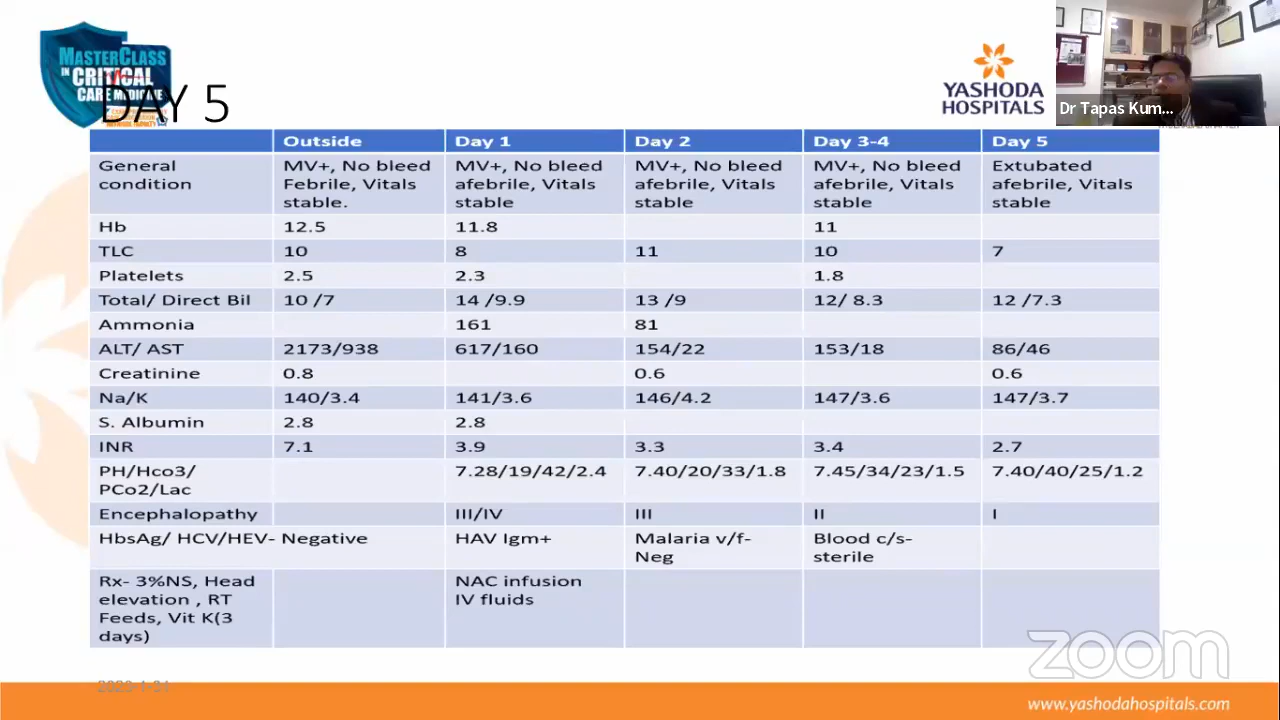 MASTERCLASS
IN CRITICAL
CARE MEDICINE
DAY 5
YASHODA
HOSPITALS
Dr Tapas Kum...
Outside Day 1 Day 2 Day 3-4 Day 5
General condition MV+, No bleed Febrile, Vitals stable. MV+, No bleed afebrile, Vitals stable MV+, No bleed afebrile, Vitals stable MV+, No bleed afebrile, Vitals stable Extubated afebrile, Vitals stable
Hb 12.5 11.8 11
TLC 10 8 11 10 7
Platelets 2.5 2.3 1.8
Total/ Direct Bil 10 /7 14 /9.9 13 /9 12/ 8.3 12 /7.3
Ammonia 161 81
ALT/ AST 2173/938 617/160 154/22 153/18 86/46
Creatinine 0.8 0.6 0.6
Na/K 140/3.4 141/3.6 146/4.2 147/3.6 147/3.7
S. Albumin 2.8 2.8
INR 7.1 3.9 3.3 3.4 2.7
PH/Hco3/ PCo2/Lac 7.28/19/42/2.4 7.40/20/33/1.8 7.45/34/23/1.5 7.40/40/25/1.2
Encephalopathy III/IV III II I
HbsAg/ HCV/HEV- Negative HAV Igm+ Malaria v/f- Neg Blood c/s- sterile
Rx- 3%NS, Head elevation , RT Feeds, Vit K(3 days) NAC infusion IV fluids
zoom
www.yashodahospitals.com